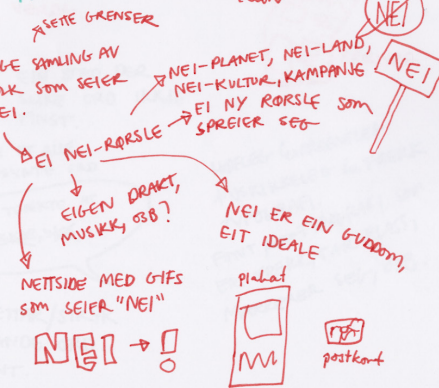 SETTE GRENSER
NEI
SAMLING AV
SOM SEIER
EI.
NEI-PLANET, NEI-LAND,
NEI-KULTUR, KAMPANJE
EI NY RØRSLE SOM
SPREIER SEG
NEI
EI NEI-RØRSLE
EIGEN DRAKT,
MUSIKK, OSB?
NEI ER EIN GUDDOM,
EIT IDEALE
NETTSIDE MED GIFS
SOM SEIER "NEI"
NEI → !
plakat
postkort